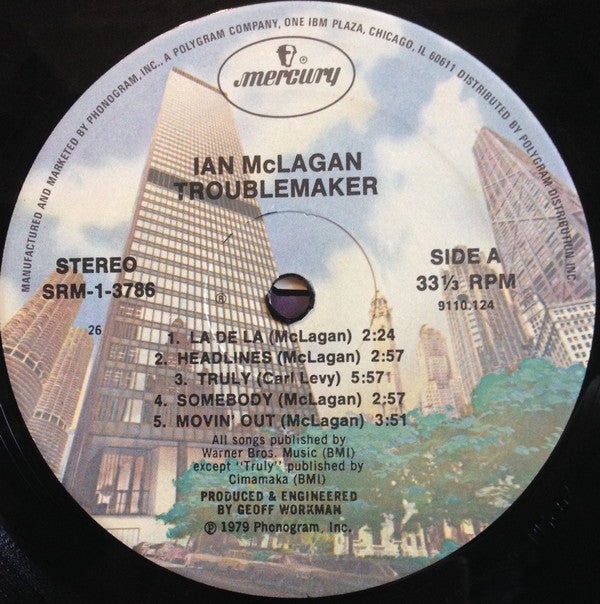 MANUFACTURED AND MARKETED BY PHONOGRAM, INC., A POLYGRAM COMPANY, ONE IBM PLAZA, CHICAGO, IL 60611 DISTRIBUTED BY POLYGRAM DISTRIBUTION, INC.
®
mercury
IAN McLAGAN
TROUBLEMAKER
STEREO
SRM-1-3786
SIDE A
33⅓ RPM
9110.124
℗
26
1. LA DE LA (McLagan) 2:24
2. HEADLINES (McLagan) 2:57
3. TRULY (Carl Levy) 5:57
4. SOMEBODY (McLagan) 2:57
5. MOVIN' OUT (McLagan) 3:51
All songs published by
Warner Bros. Music (BMI)
except "Truly" published by
Cimamaka (BMI)
PRODUCED & ENGINEERED
BY GEOFF WORKMAN
℗ 1979 Phonogram, Inc.